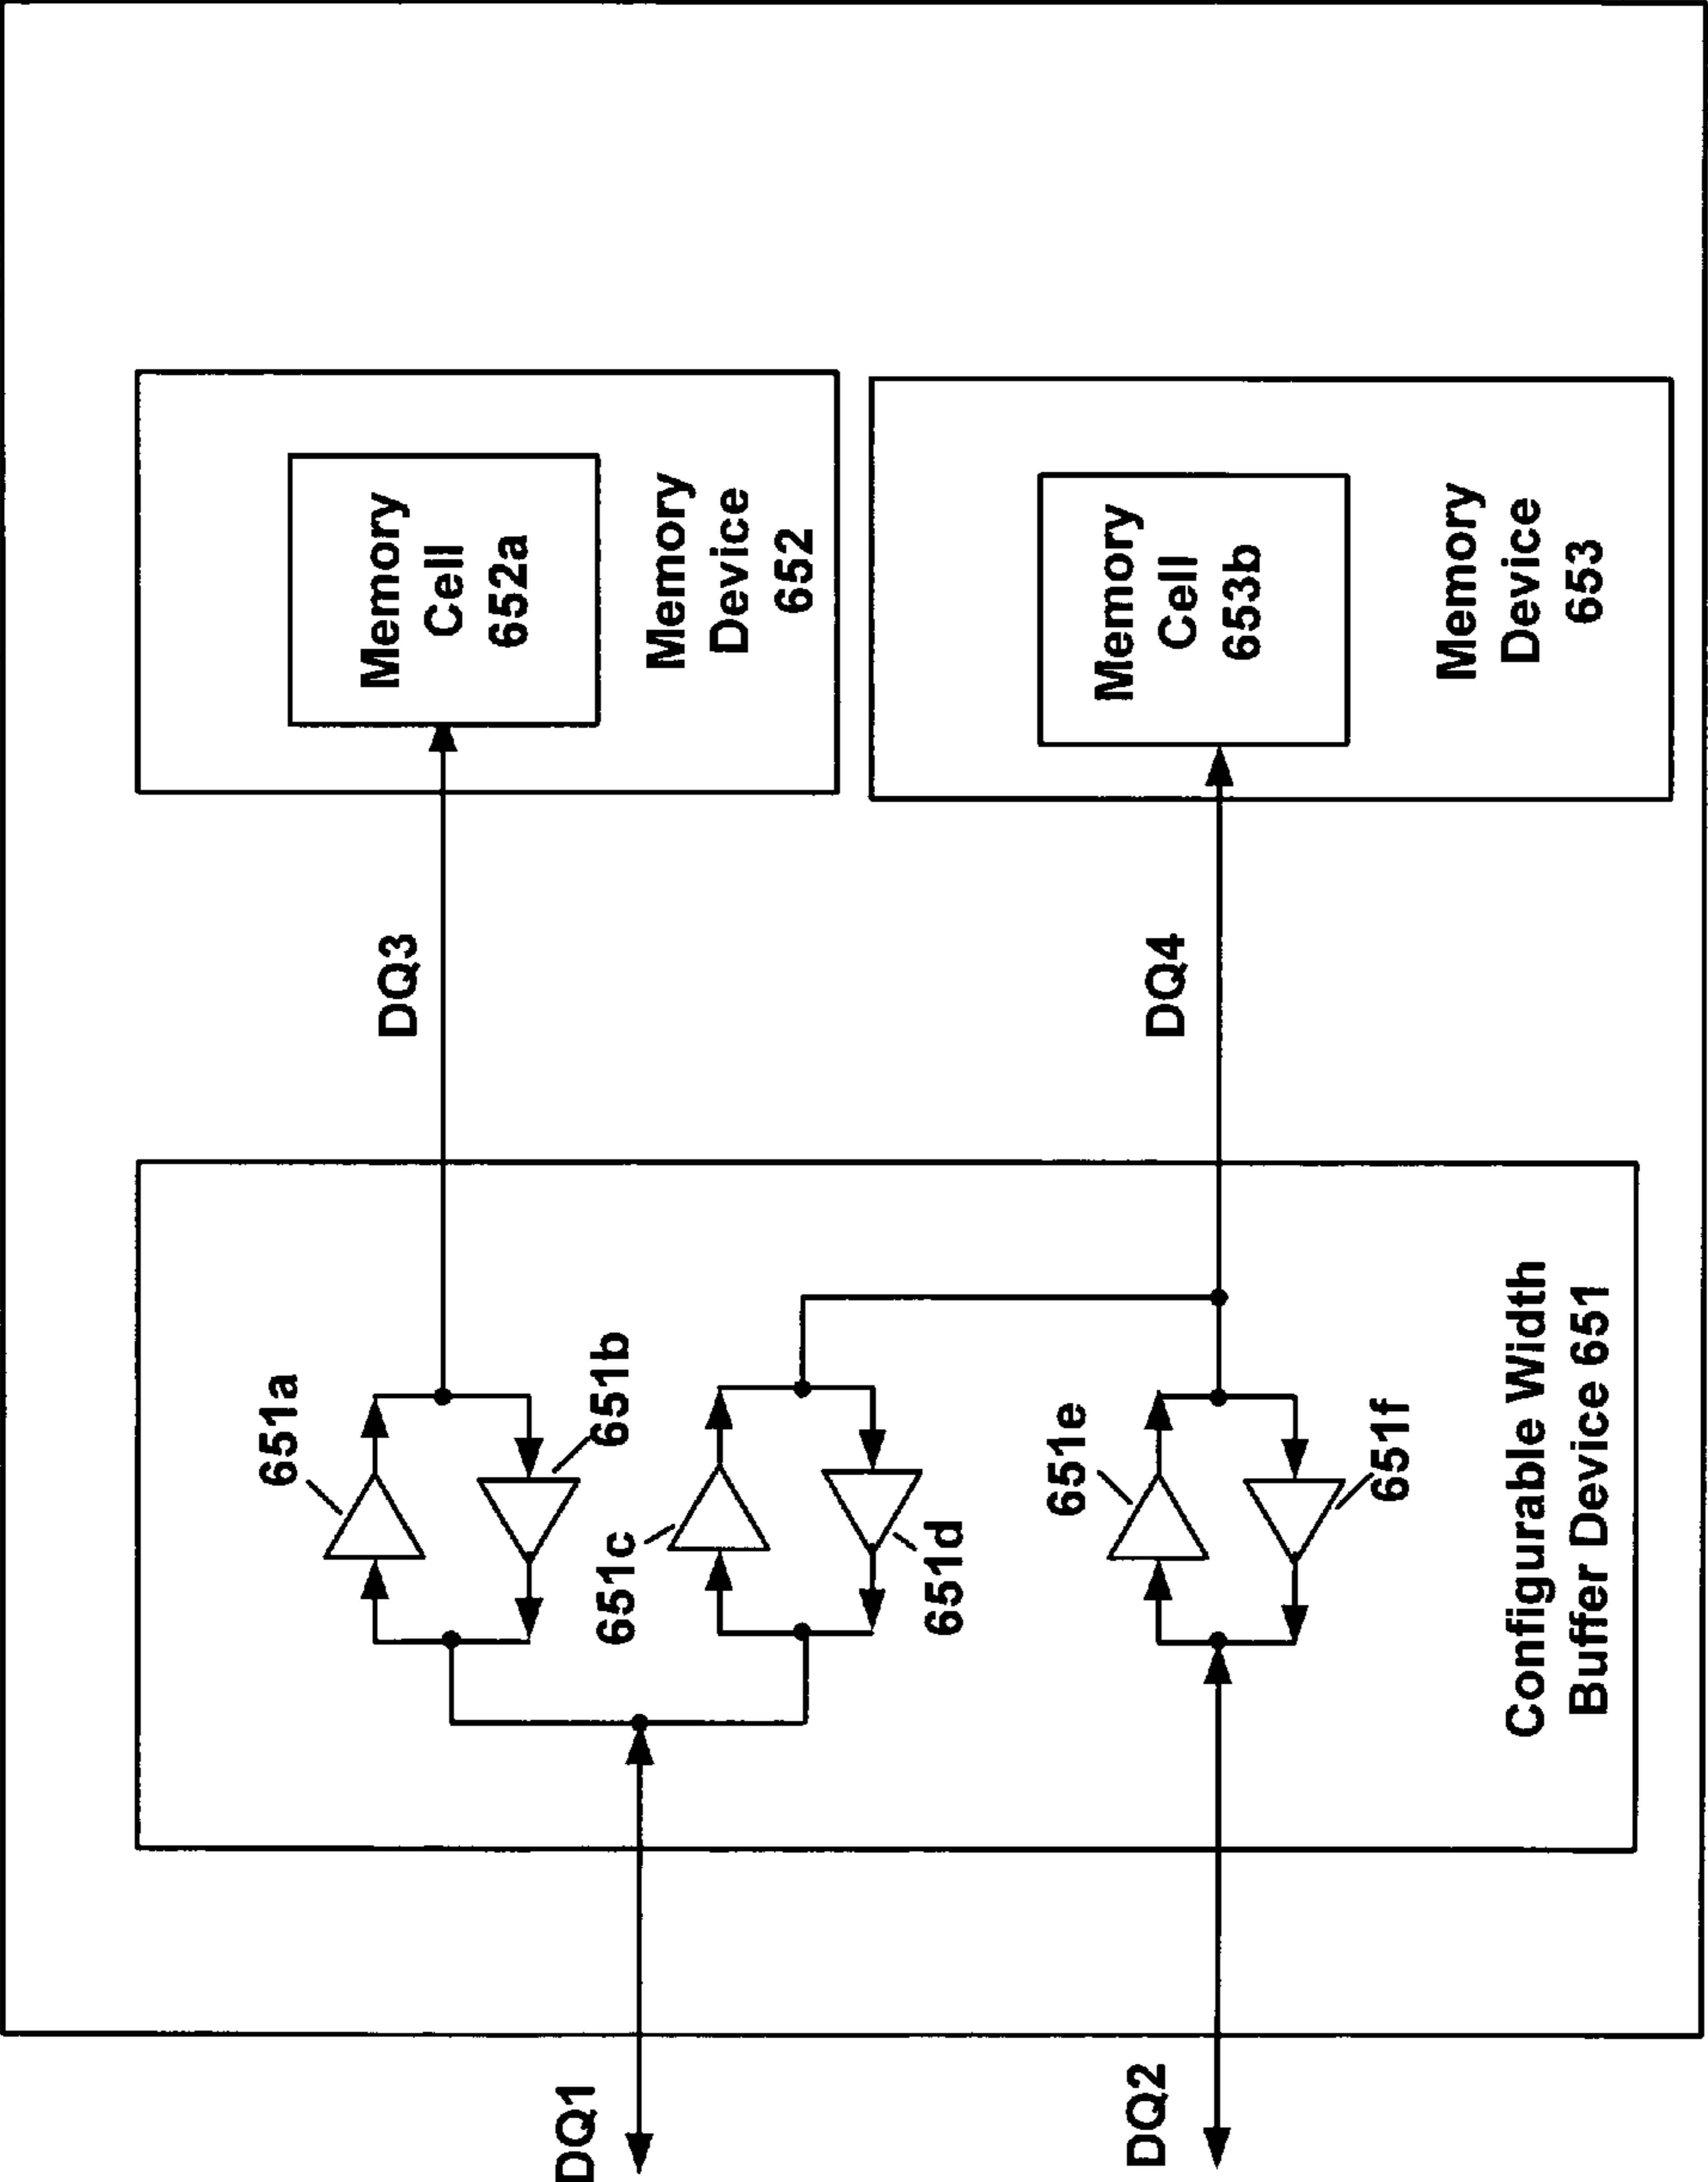 DQ1
DQ2
651a
651b
651c
651d
651e
651f
Configurable Width
Buffer Device 651
DQ3
DQ4
Memory
Cell
652a
Memory
Device
652
Memory
Cell
653b
Memory
Device
653